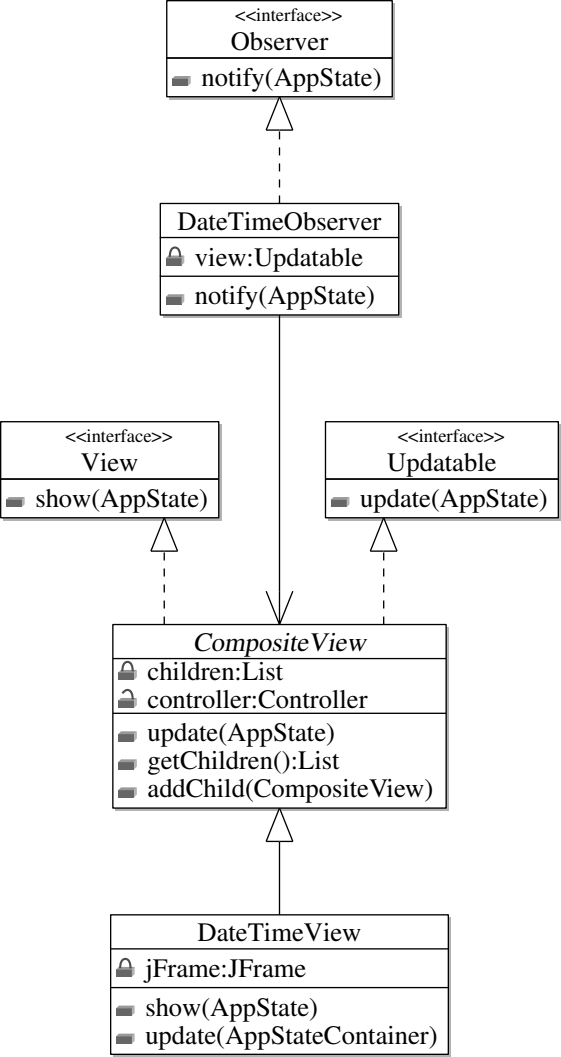 <<interface>>
Observer
notify(AppState)
DateTimeObserver
view:Updatable
notify(AppState)
<<interface>>
View
show(AppState)
<<interface>>
Updatable
update(AppState)
CompositeView
children:List
controller:Controller
update(AppState)
getChildren():List
addChild(CompositeView)
DateTimeView
jFrame:JFrame
show(AppState)
update(AppStateContainer)